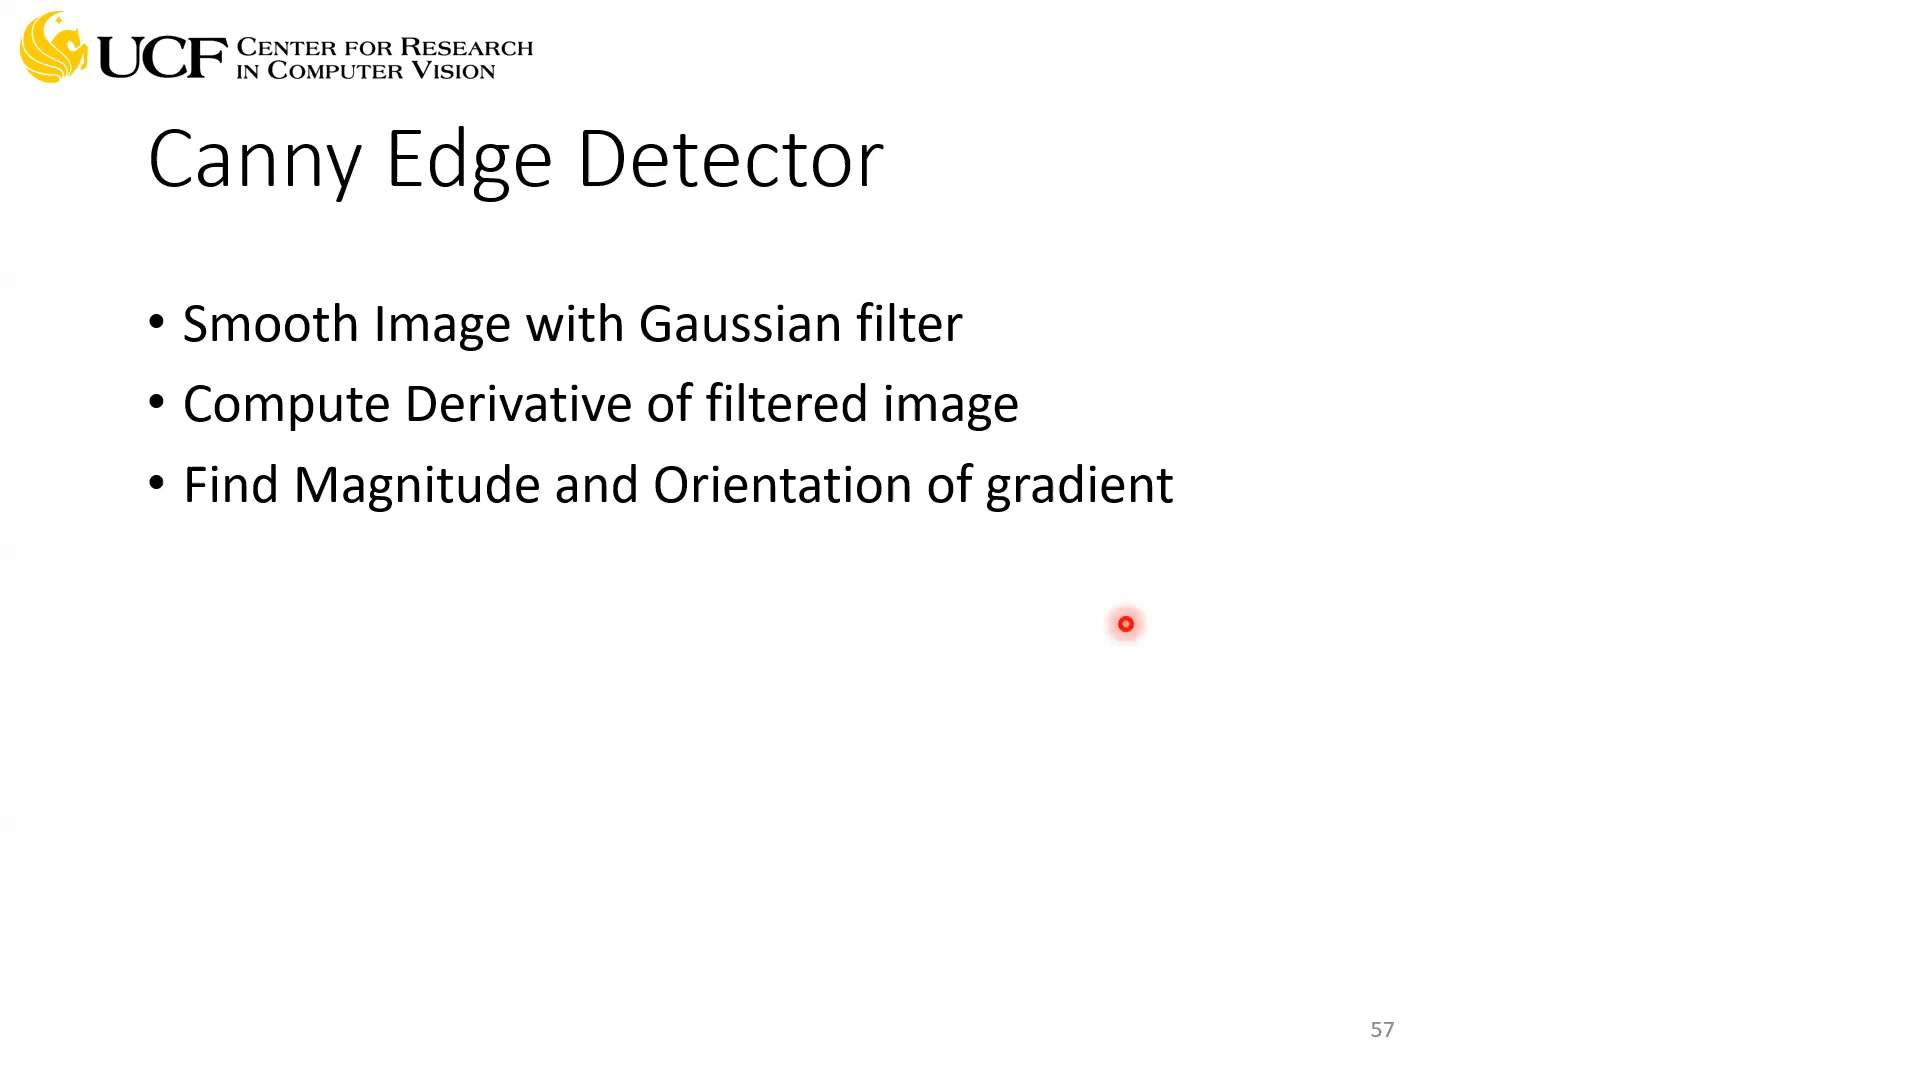 UCF CENTER FOR RESEARCH
IN COMPUTER VISION
Canny Edge Detector
• Smooth Image with Gaussian filter
• Compute Derivative of filtered image
• Find Magnitude and Orientation of gradient
57